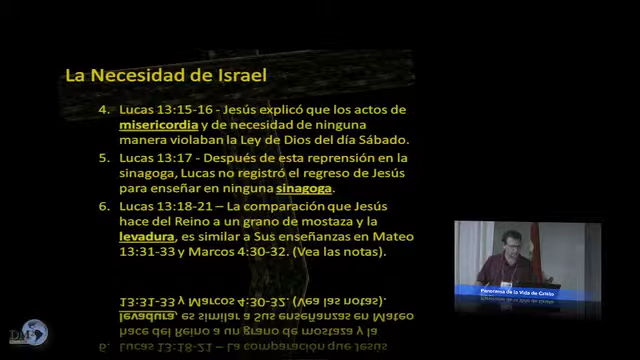 La Necesidad de Israel
4. Lucas 13:15-16 - Jesús explicó que los actos de
misericordia y de necesidad de ninguna
manera violaban la Ley de Dios del día Sábado.
5. Lucas 13:17 - Después de esta reprensión en la
sinagoga, Lucas no registró el regreso de Jesús
para enseñar en ninguna sinagoga.
6. Lucas 13:18-21 – La comparación que Jesús
hace del Reino a un grano de mostaza y la
levadura, es similar a Sus enseñanzas en Mateo
13:31-33 y Marcos 4:30-32. (Vea las notas).
Panorama de la Vida de Cristo
DM